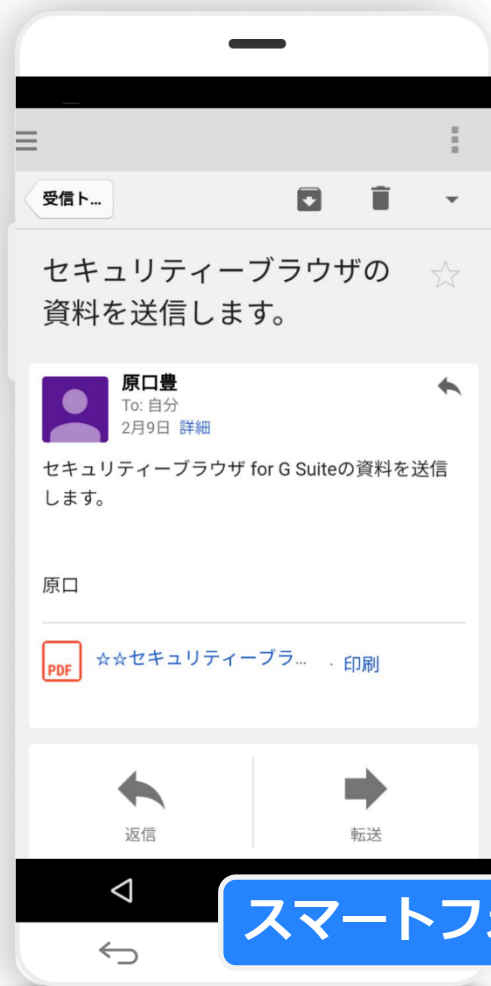 受信ト...
セキュリティーブラウザの
資料を送信します。
原口豊
To: 自分
2月9日 詳細
セキュリティーブラウザ for G Suiteの資料を送信
します。
原口
PDF ☆☆セキュリティーブラ... · 印刷
返信 転送
スマートフ